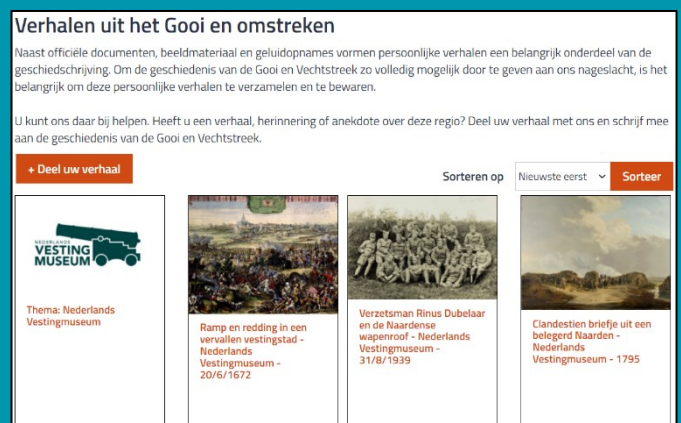 Verhalen uit het Gooi en omstreken
Naast officiële documenten, beeldmateriaal en geluidopnames vormen persoonlijke verhalen een belangrijk onderdeel van de
geschiedschrijving. Om de geschiedenis van de Gooi en Vechtstreek zo volledig mogelijk door te geven aan ons nageslacht, is het
belangrijk om deze persoonlijke verhalen te verzamelen en te bewaren.
U kunt ons daar bij helpen. Heeft u een verhaal, herinnering of anekdote over deze regio? Deel uw verhaal met ons en schrijf mee
aan de geschiedenis van de Gooi en Vechtstreek.
+ Deel uw verhaal
Sorteren op
Nieuwste eerst
Sorteer
NEDERLANDS
VESTING
MUSEUM
Thema: Nederlands
Vestingmuseum
Ramp en redding in een
vervallen vestingstad -
Nederlands
Vestingmuseum -
20/6/1672
Verzetsman Rinus Dubelaar
en de Naardense
wapenroof - Nederlands
Vestingmuseum -
31/8/1939
Clandestien briefje uit een
belegerd Naarden -
Nederlands
Vestingmuseum - 1795